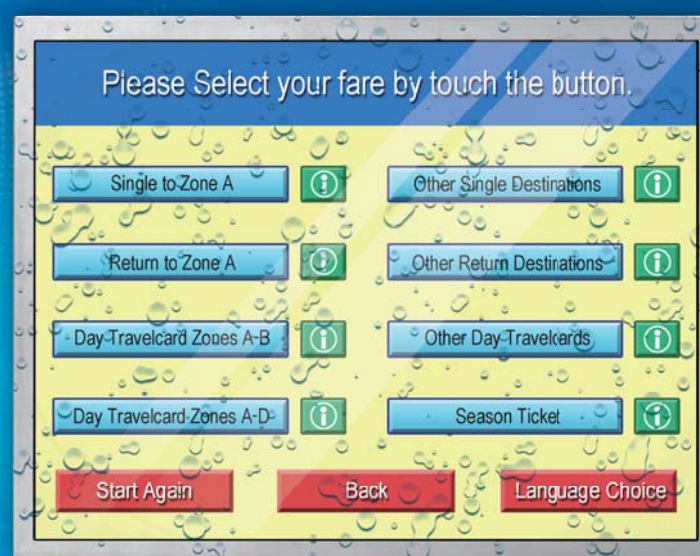 Please Select your fare by touch the button.
Single to Zone A
Other Single Destinations
Return to Zone A
Other Return Destinations
Day Travelcard Zones A-B
Other Day Travelcards
Day Travelcard Zones A-D
Season Ticket
Start Again
Back
Language Choice